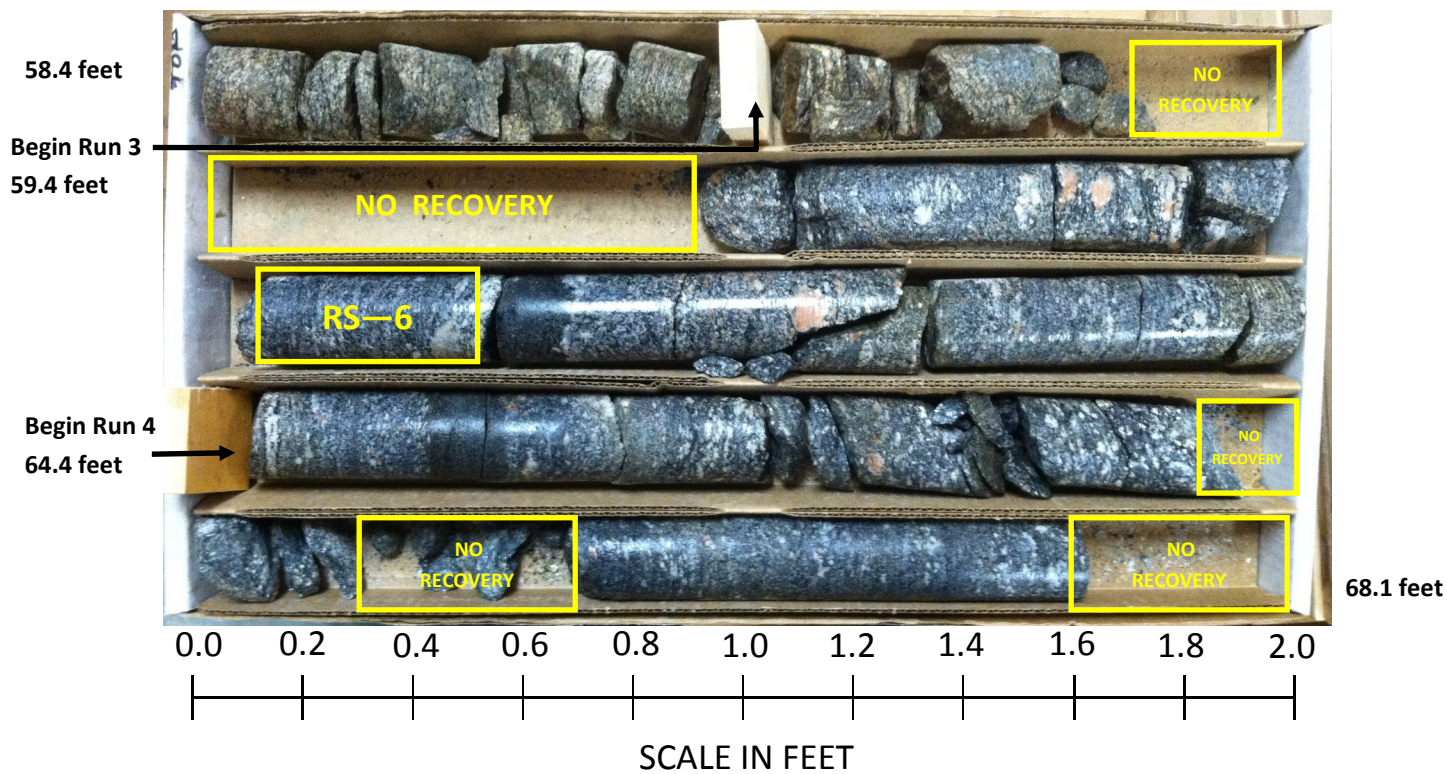 58.4 feet
TOP
NO
RECOVERY
Begin Run 3
59.4 feet
NO RECOVERY
RS—6
Begin Run 4
64.4 feet
NO
RECOVERY
NO
RECOVERY
NO
RECOVERY
68.1 feet
0.0 0.2 0.4 0.6 0.8 1.0 1.2 1.4 1.6 1.8 2.0
SCALE IN FEET